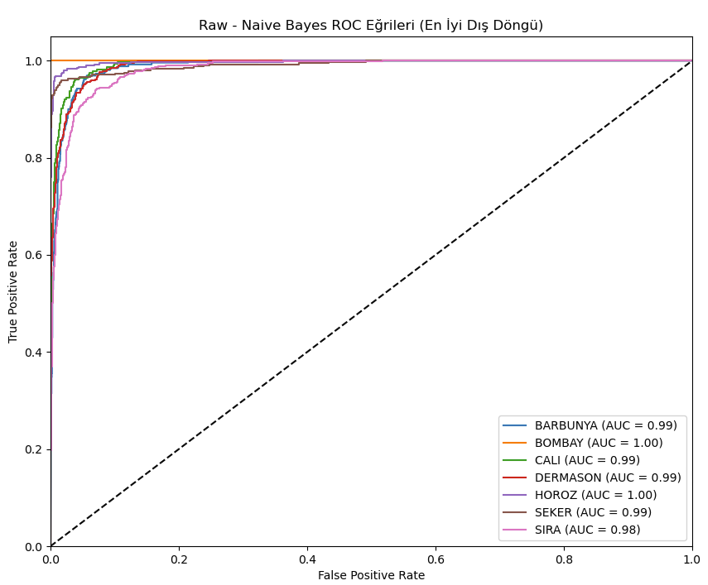 Raw - Naive Bayes ROC Eğrileri (En İyi Dış Döngü)
True Positive Rate
1.0
0.8
0.6
0.4
0.2
0.0
BARBUNYA (AUC = 0.99)
BOMBAY (AUC = 1.00)
CALI (AUC = 0.99)
DERMASON (AUC = 0.99)
HOROZ (AUC = 1.00)
SEKER (AUC = 0.99)
SIRA (AUC = 0.98)
0.0 0.2 0.4 0.6 0.8 1.0
False Positive Rate